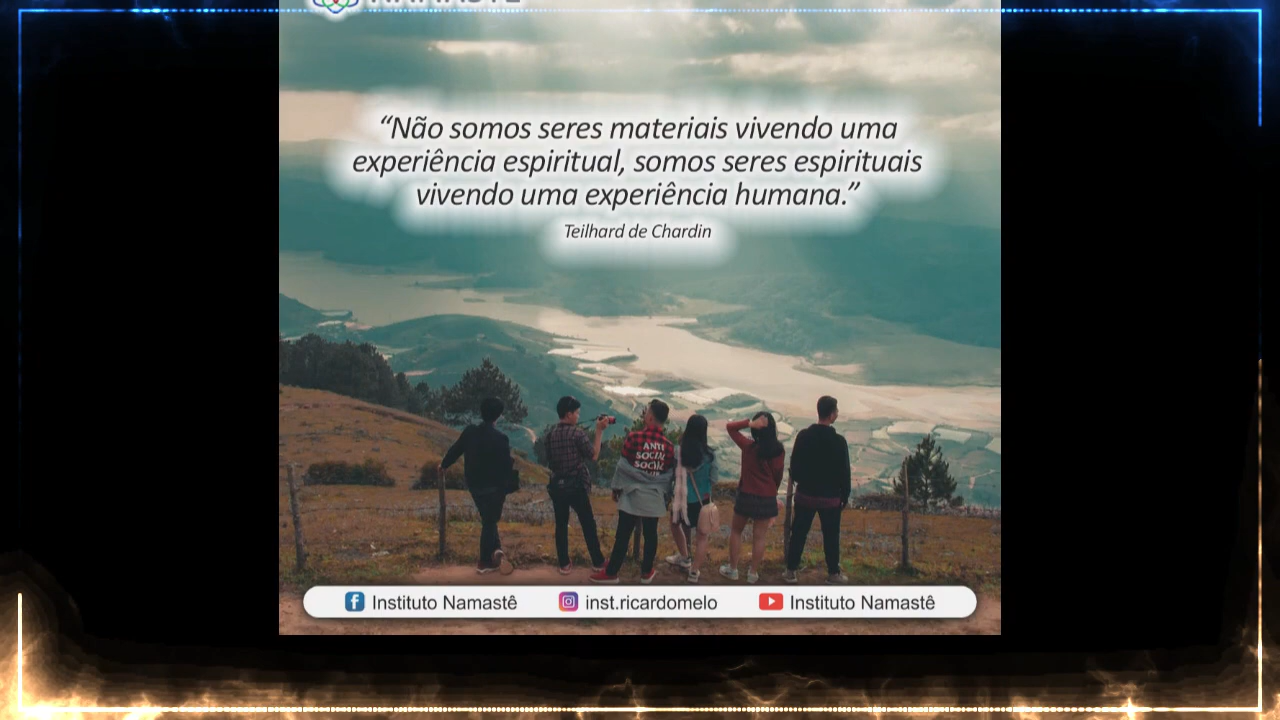 NAMASTÊ
“Não somos seres materiais vivendo uma
experiência espiritual, somos seres espirituais
vivendo uma experiência humana.”
Teilhard de Chardin
ANTI
SOCIAL
SOCIAL
Instituto Namastê inst.ricardomelo Instituto Namastê